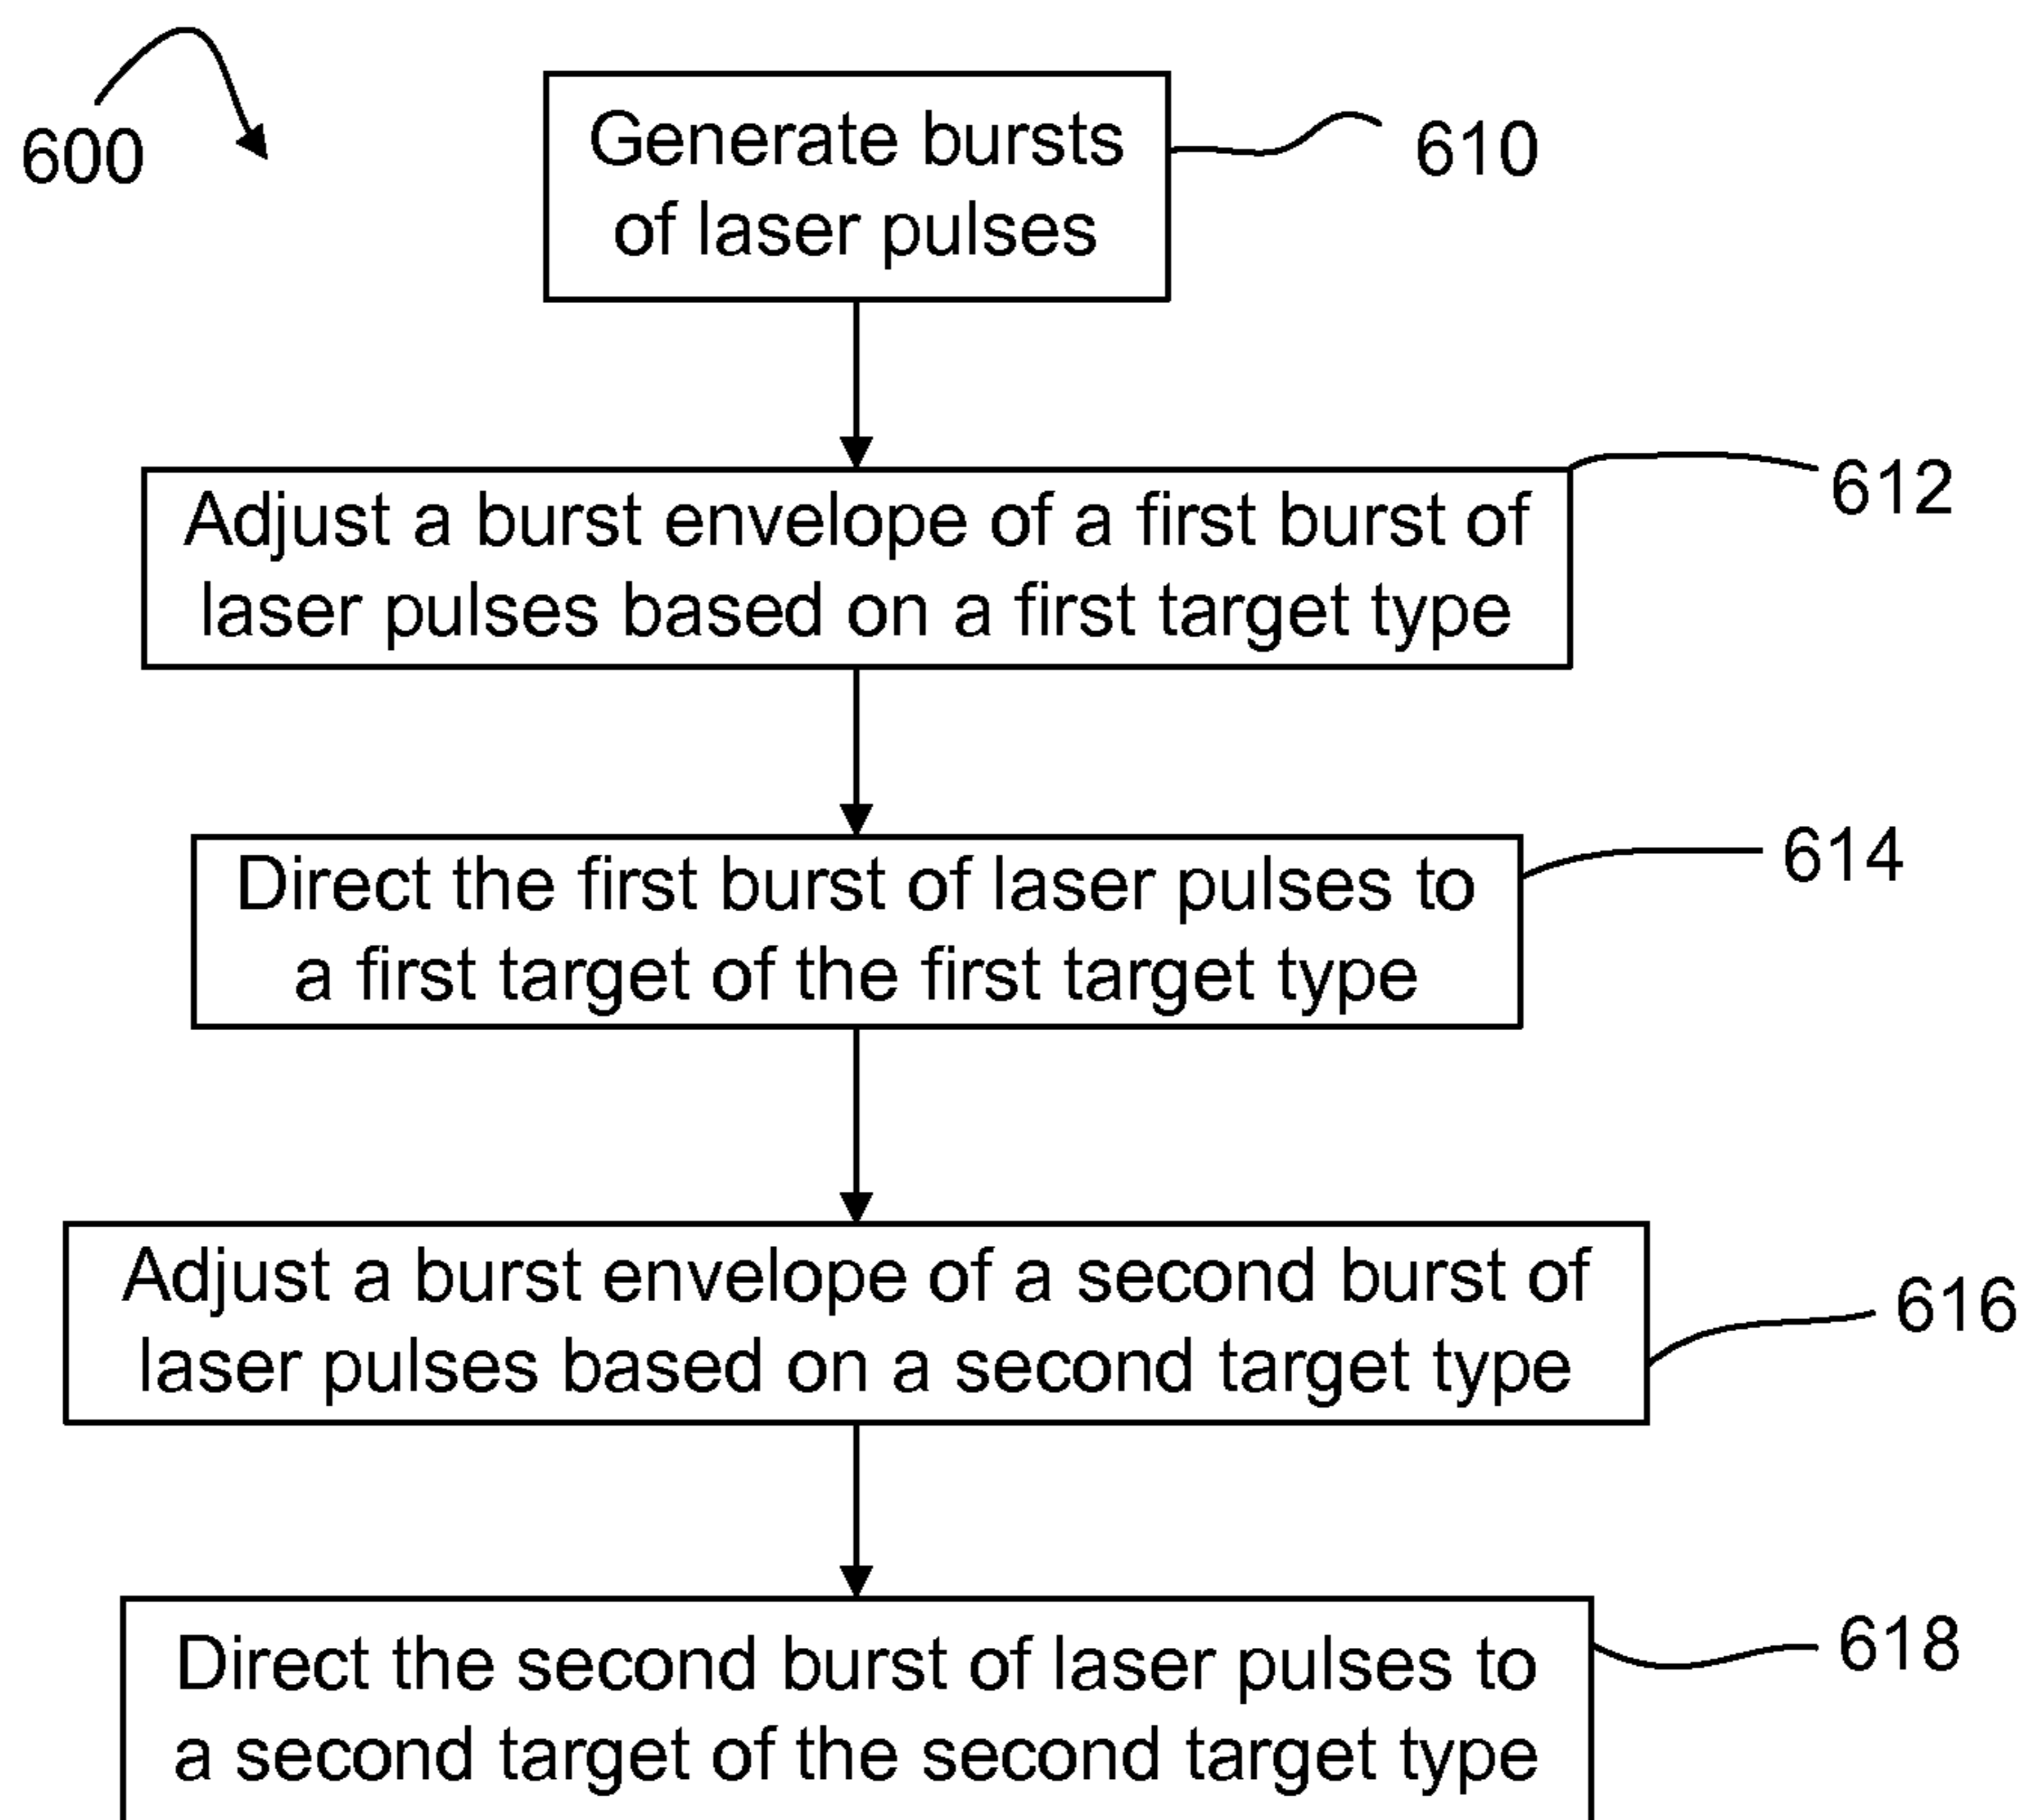 600
Generate bursts
of laser pulses
610
Adjust a burst envelope of a first burst of
laser pulses based on a first target type
612
Direct the first burst of laser pulses to
a first target of the first target type
614
Adjust a burst envelope of a second burst of
laser pulses based on a second target type
616
Direct the second burst of laser pulses to
a second target of the second target type
618